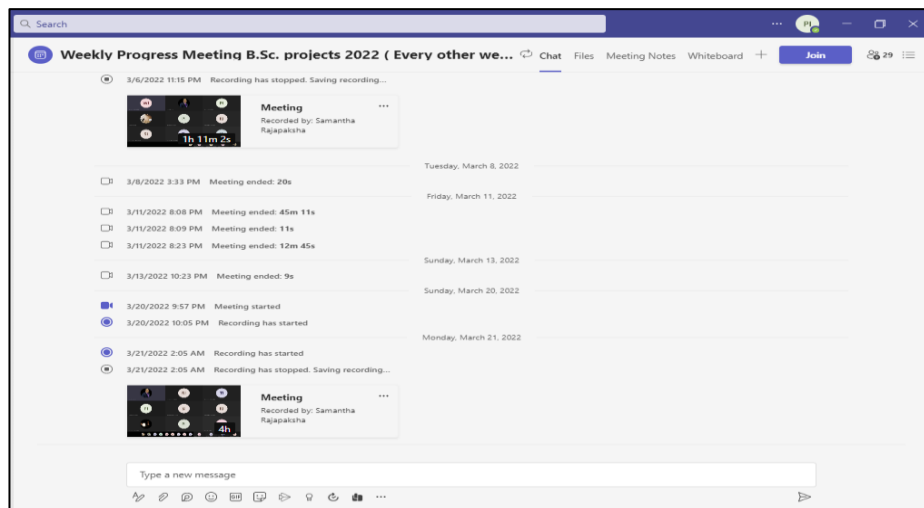 Search
PI
Weekly Progress Meeting B.Sc. projects 2022 ( Every other we...
Chat
Files
Meeting Notes
Whiteboard
Join
29
3/6/2022 11:15 PM Recording has stopped. Saving recording...
Meeting
Recorded by: Samantha
Rajapaksha
1h 11m 2s
Tuesday, March 8, 2022
3/8/2022 3:33 PM Meeting ended: 20s
Friday, March 11, 2022
3/11/2022 8:08 PM Meeting ended: 45m 11s
3/11/2022 8:09 PM Meeting ended: 11s
3/11/2022 8:23 PM Meeting ended: 12m 45s
Sunday, March 13, 2022
3/13/2022 10:23 PM Meeting ended: 9s
Sunday, March 20, 2022
3/20/2022 9:57 PM Meeting started
3/20/2022 10:05 PM Recording has started
Monday, March 21, 2022
3/21/2022 2:05 AM Recording has started
3/21/2022 2:05 AM Recording has stopped. Saving recording...
Meeting
Recorded by: Samantha
Rajapaksha
4h
Type a new message
GIF